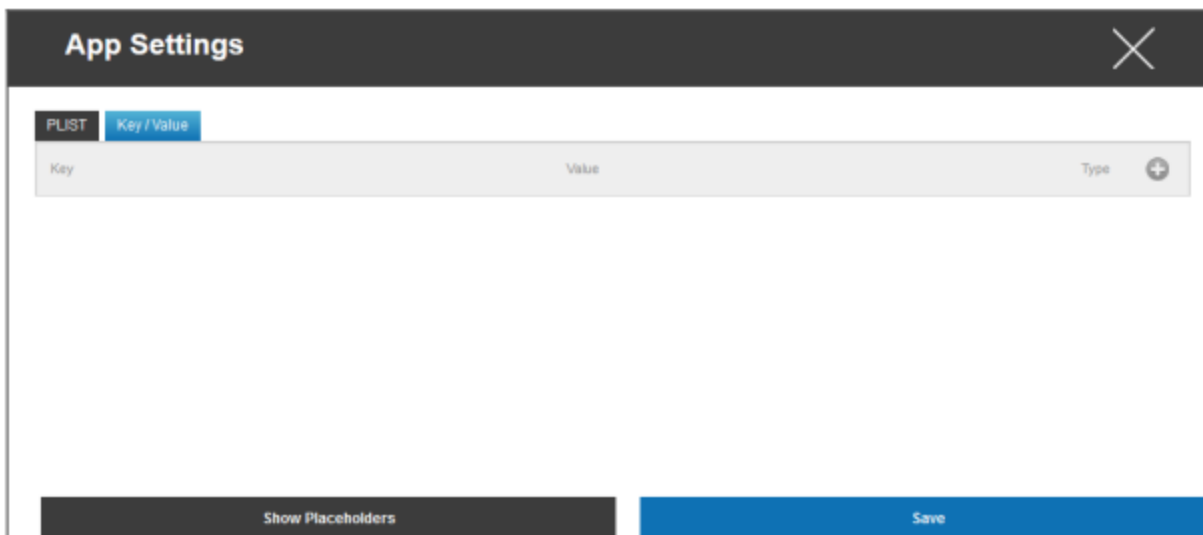 App Settings
PLIST Key / Value
Key Value Type
Show Placeholders Save